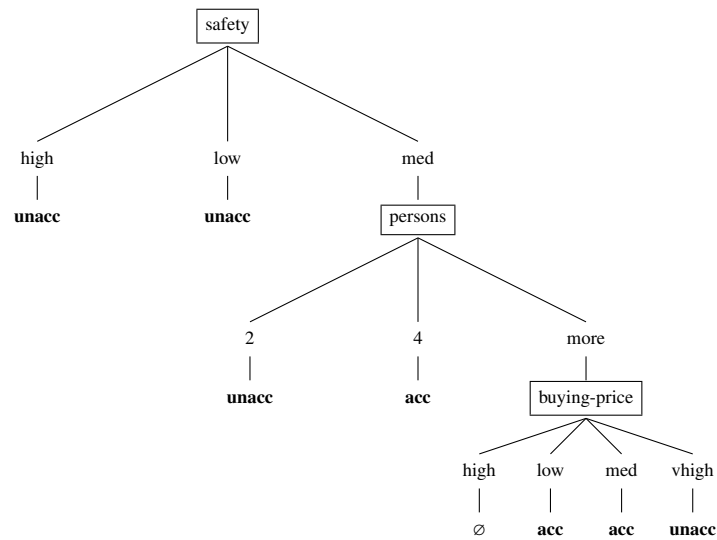 safety
high low med
unacc unacc persons
2 4 more
unacc acc buying-price
high low med vhigh
∅ acc acc unacc